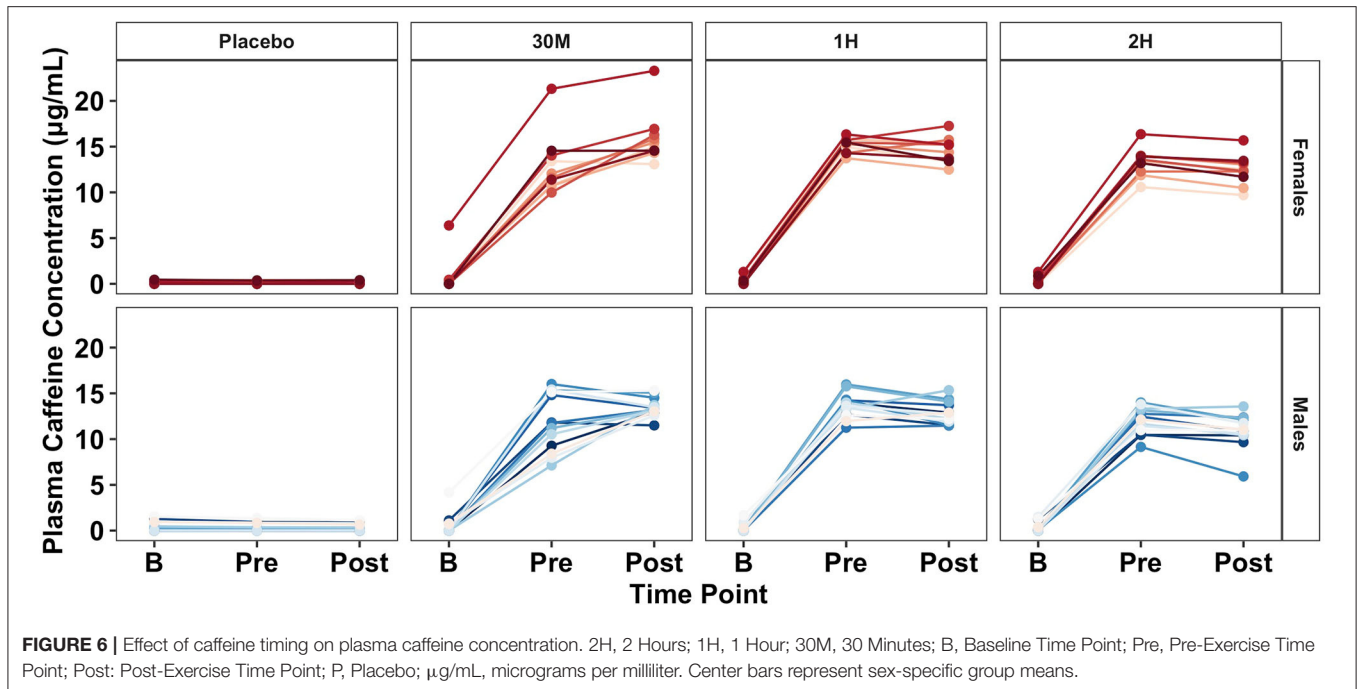 Placebo 30M 1H 2H
Plasma Caffeine Concentration (µg/mL)
20
15
10
5
0
Females
20
15
10
5
0
Males
B Pre Post B Pre Post B Pre Post B Pre Post
Time Point
FIGURE 6 | Effect of caffeine timing on plasma caffeine concentration. 2H, 2 Hours; 1H, 1 Hour; 30M, 30 Minutes; B, Baseline Time Point; Pre, Pre-Exercise Time
Point; Post: Post-Exercise Time Point; P, Placebo; µg/mL, micrograms per milliliter. Center bars represent sex-specific group means.